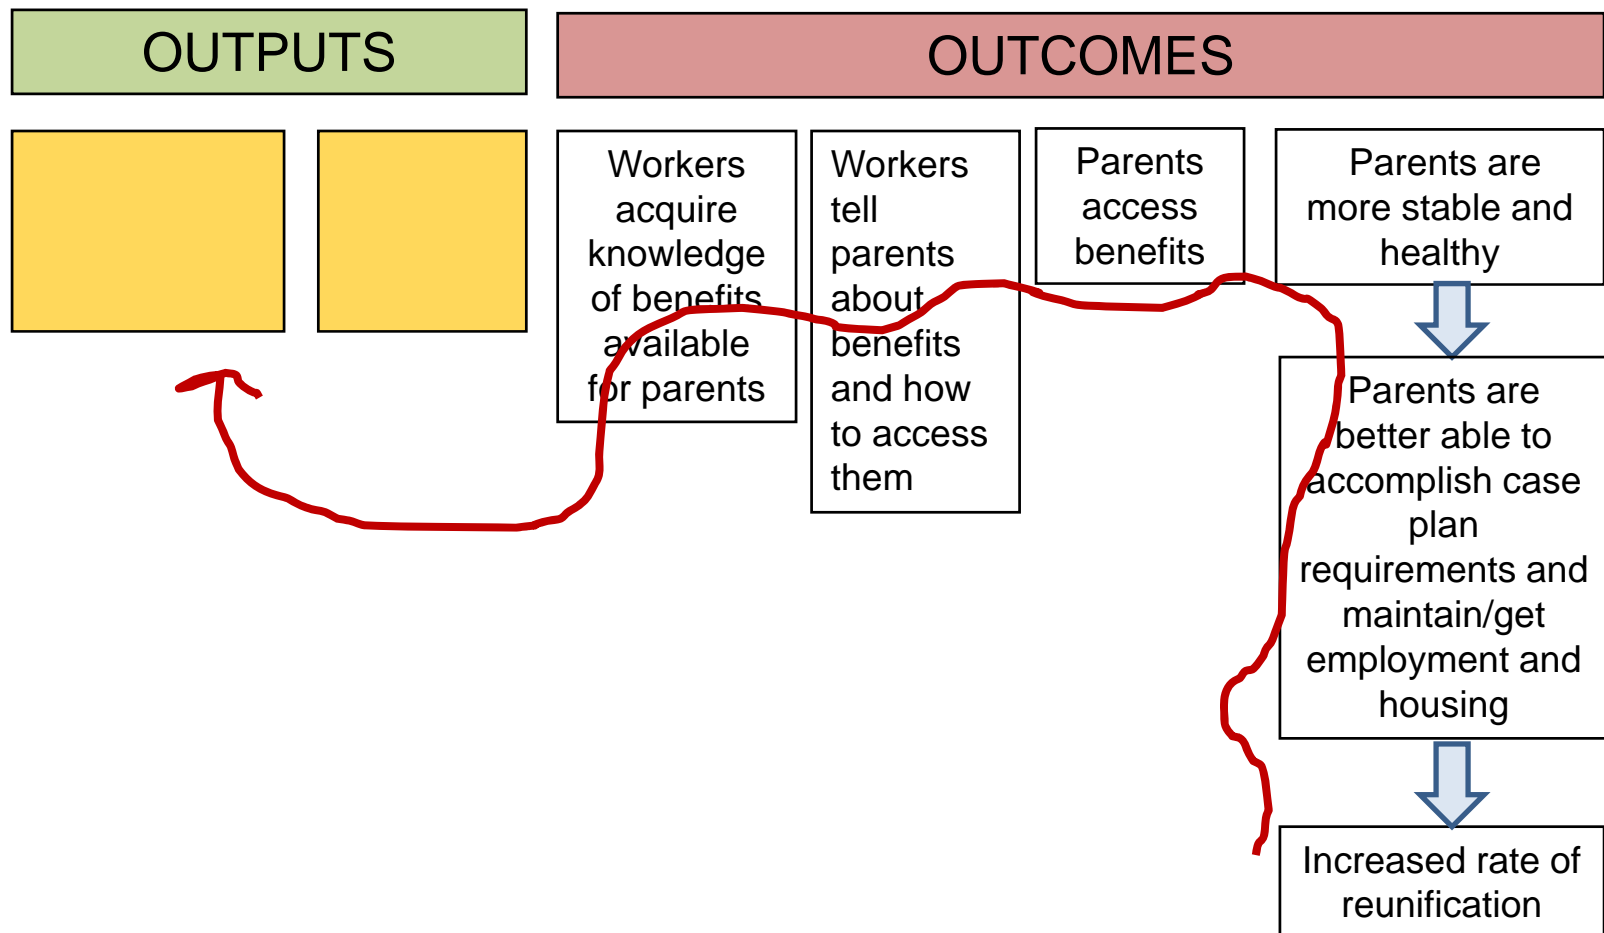 OUTPUTS
OUTCOMES
Workers
acquire
knowledge
of benefits
available
for parents
Workers
tell
parents
about
benefits
and how
to access
them
Parents
access
benefits
Parents are
more stable and
healthy
Parents are
better able to
accomplish case
plan
requirements and
maintain/get
employment and
housing
Increased rate of
reunification